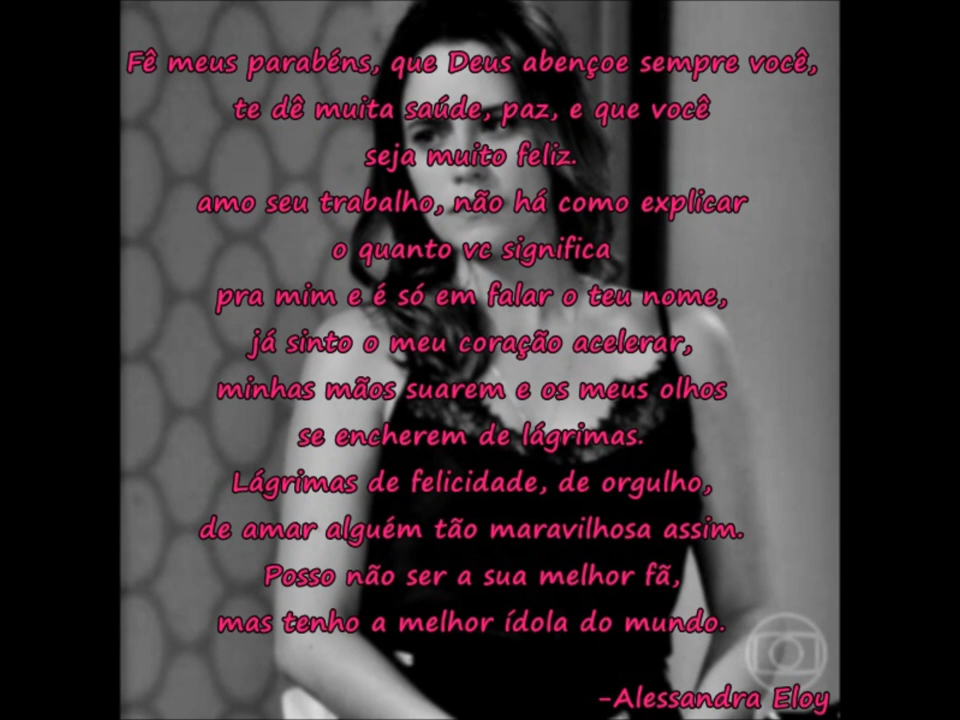 Fê meus parabéns, que Deus abençoe sempre você,
te dê muita saúde, paz, e que você
seja muito feliz.
amo seu trabalho, não há como explicar
o quanto vc significa
pra mim e é só em falar o teu nome,
já sinto o meu coração acelerar,
minhas mãos suarem e os meus olhos
se encherem de lágrimas.
Lágrimas de felicidade, de orgulho,
de amar alguém tão maravilhosa assim.
Posso não ser a sua melhor fã,
mas tenho a melhor ídola do mundo.
-Alessandra Eloy